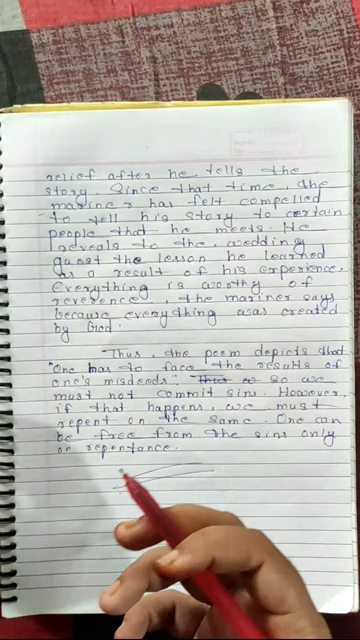 relief after he tells the
story. Since that time, the
mariner has felt compelled
to tell his story to certain
people that he meets. He
reveals to the wedding
guest the lesson he learned
as a result of his experience.
Everything is worthy of
reverence, the mariner says
because everything was created
by God.
Thus, the poem depicts that
"One has to face the results of
one's misdeeds". So we
must not commit sins. However,
if that happens, we must
repent on the same. One can
be free from the sins only
on repentance.